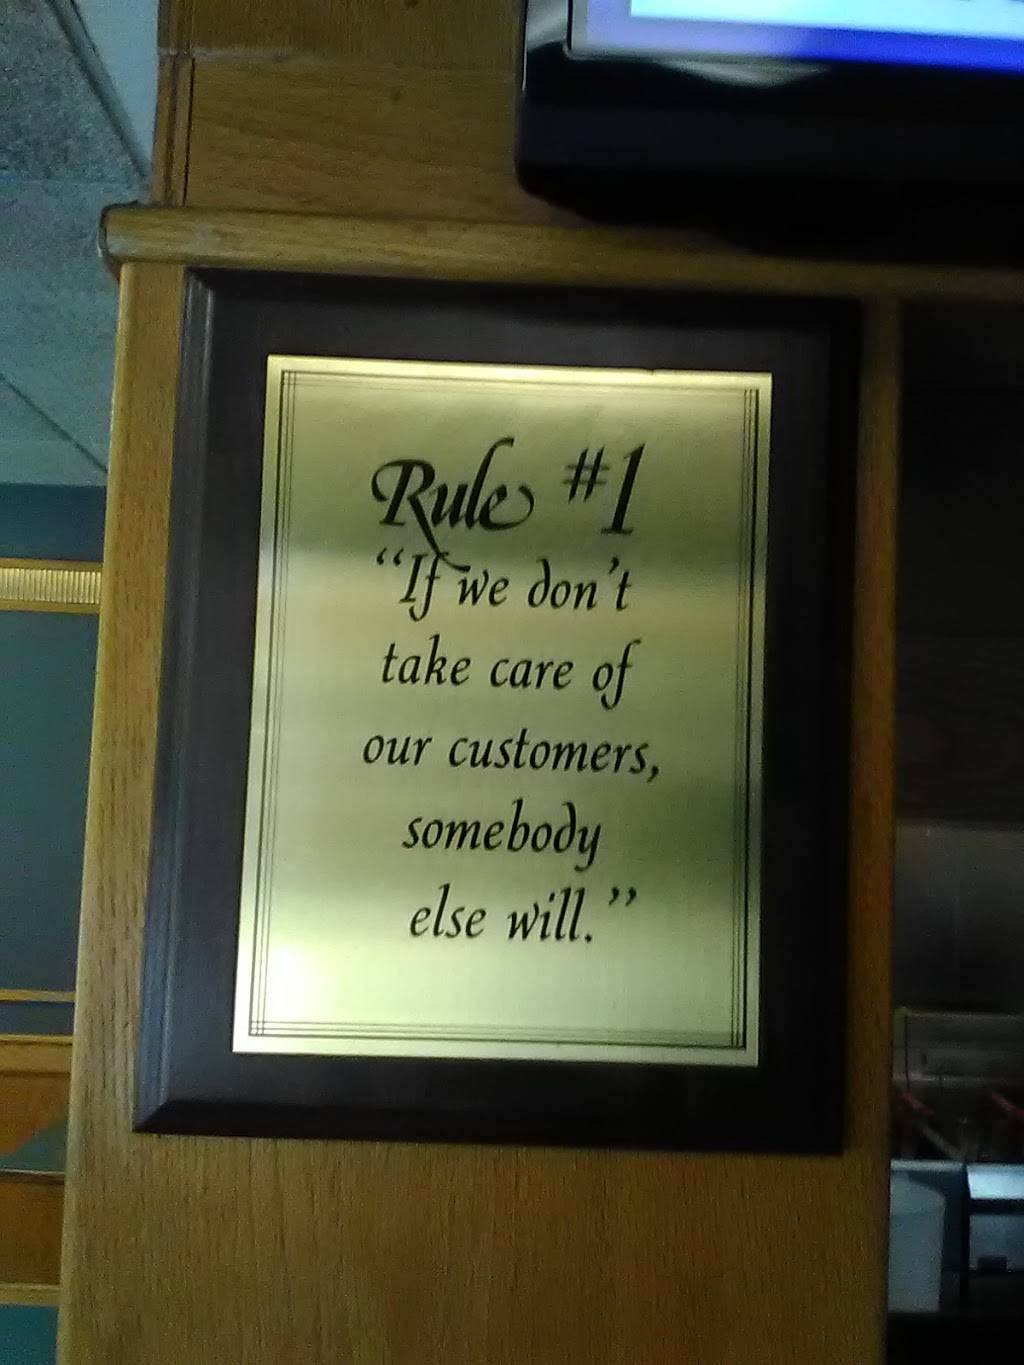 Rule #1
“If we don’t
take care of
our customers,
somebody
else will.”